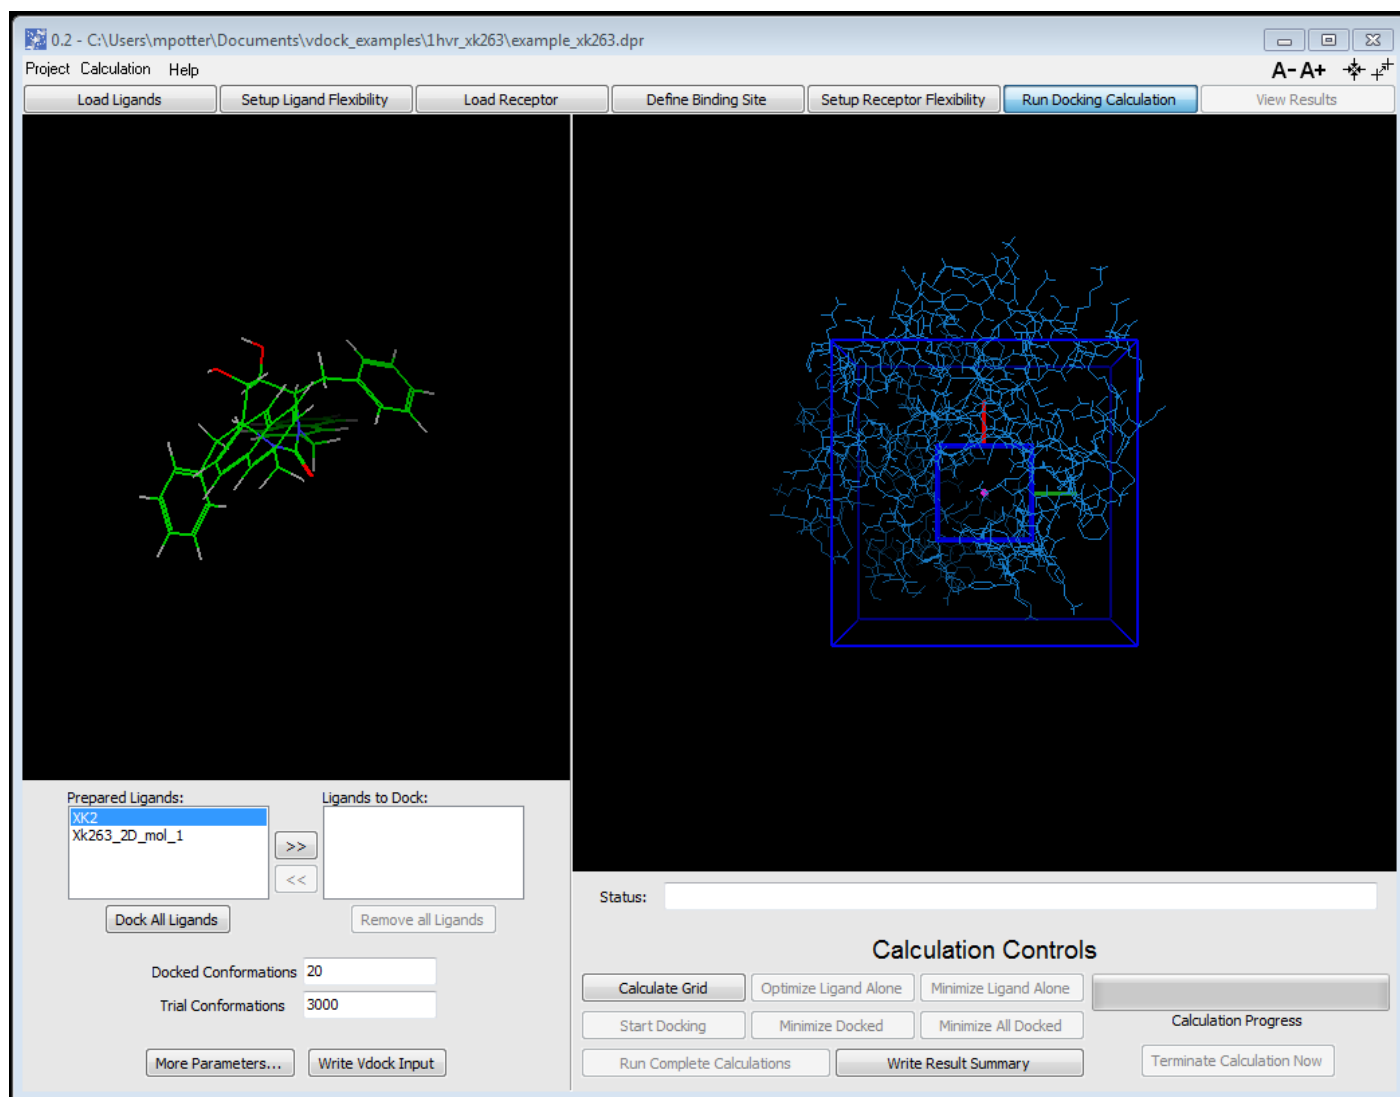 0.2 - C:\Users\mpotter\Documents\vdock_examples\1hvr_xk263\example_xk263.dpr
Project Calculation Help
A- A+
Load Ligands Setup Ligand Flexibility Load Receptor Define Binding Site Setup Receptor Flexibility Run Docking Calculation View Results
Prepared Ligands: Ligands to Dock:
XK2
Xk263_2D_mol_1
>>
<<
Dock All Ligands Remove all Ligands
Docked Conformations 20
Trial Conformations 3000
More Parameters... Write Vdock Input
Status:
Calculation Controls
Calculate Grid Optimize Ligand Alone Minimize Ligand Alone
Start Docking Minimize Docked Minimize All Docked Calculation Progress
Run Complete Calculations Write Result Summary Terminate Calculation Now